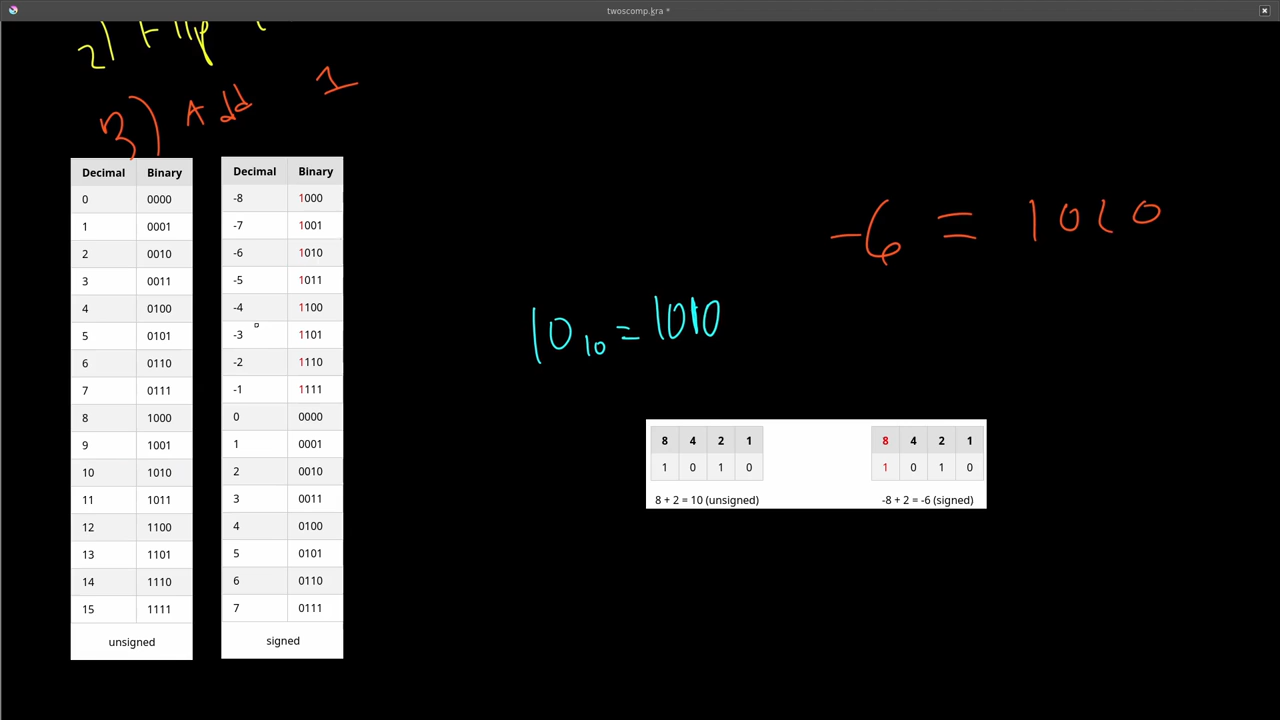 twoscomp.kra *
2) Flip
3) Add 1
Decimal Binary
0 0000
1 0001
2 0010
3 0011
4 0100
5 0101
6 0110
7 0111
8 1000
9 1001
10 1010
11 1011
12 1100
13 1101
14 1110
15 1111
unsigned
Decimal Binary
-8 1000
-7 1001
-6 1010
-5 1011
-4 1100
-3 1101
-2 1110
-1 1111
0 0000
1 0001
2 0010
3 0011
4 0100
5 0101
6 0110
7 0111
signed
-6 = 1010
10₁₀ = 1010
8 4 2 1
1 0 1 0
8 + 2 = 10 (unsigned)
8 4 2 1
1 0 1 0
-8 + 2 = -6 (signed)